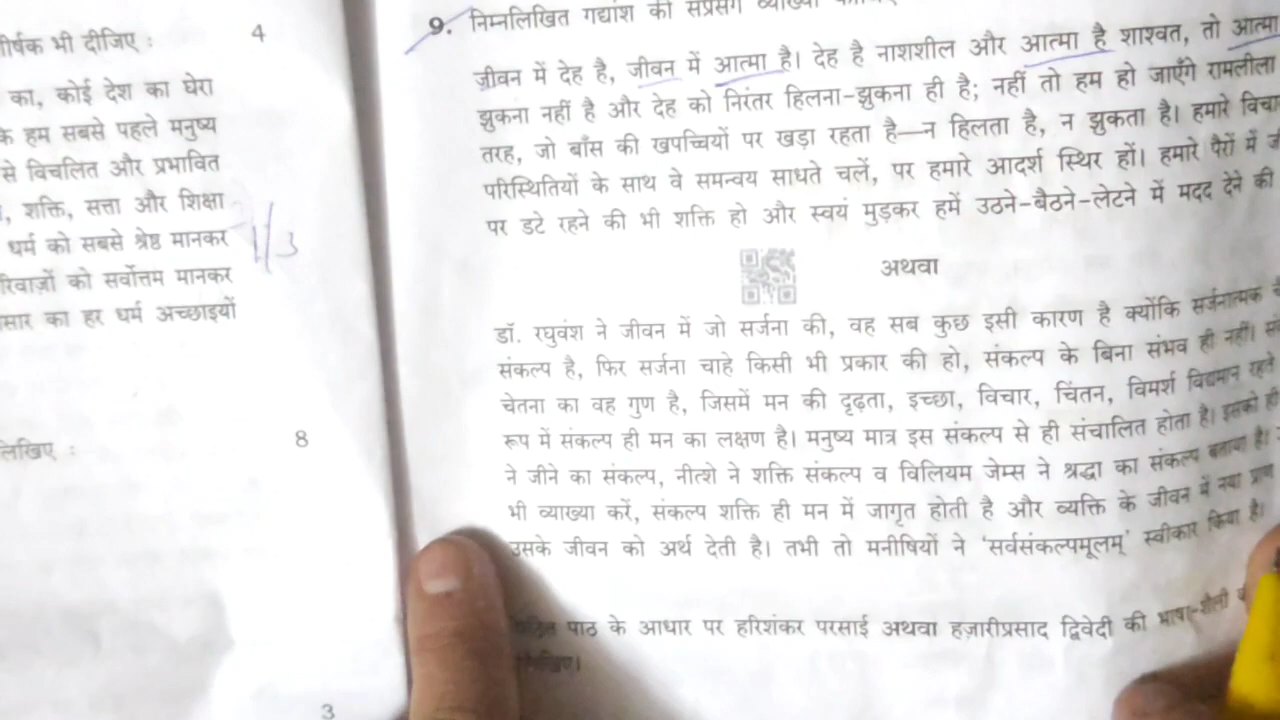 शीर्षक भी दीजिए : 4
का, कोई देश का घेरा
के हम सबसे पहले मनुष्य
से विचलित और प्रभावित
शक्ति, सत्ता और शिक्षा
धर्म को सबसे श्रेष्ठ मानकर
रिवाज़ों को सर्वोत्तम मानकर
का हर धर्म अच्छाइयों
लिखिए : 8
3
9. निम्नलिखित गद्यांश की सप्रसंग व्याख्या
जीवन में देह है, जीवन में आत्मा है। देह है नाशशील और आत्मा है शाश्वत, तो आत्मा
झुकना नहीं है और देह को निरंतर हिलना-झुकना ही है; नहीं तो हम हो जाएँगे रामलीला
तरह, जो बाँस की खपच्चियों पर खड़ा रहता है—न हिलता है, न झुकता है। हमारे विचा
परिस्थितियों के साथ वे समन्वय साधते चलें, पर हमारे आदर्श स्थिर हों। हमारे पैरों में
पर डटे रहने की भी शक्ति हो और स्वयं मुड़कर हमें उठने-बैठने-लेटने में मदद देने की
अथवा
डॉ. रघुवंश ने जीवन में जो सर्जना की, वह सब कुछ इसी कारण है क्योंकि सर्जनात्मक
संकल्प है, फिर सर्जना चाहे किसी भी प्रकार की हो, संकल्प के बिना संभव ही नहीं।
चेतना का वह गुण है, जिसमें मन की दृढ़ता, इच्छा, विचार, चिंतन, विमर्श विद्यमान रहते
रूप में संकल्प ही मन का लक्षण है। मनुष्य मात्र इस संकल्प से ही संचालित होता है। इसको ही
ने जीने का संकल्प, नीत्शे ने शक्ति संकल्प व विलियम जेम्स ने श्रद्धा का संकल्प बताया है।
भी व्याख्या करें, संकल्प शक्ति ही मन में जागृत होती है और व्यक्ति के जीवन में नया प्राण
उसके जीवन को अर्थ देती है। तभी तो मनीषियों ने 'सर्वसंकल्पमूलम्' स्वीकार किया है।
पाठ के आधार पर हरिशंकर परसाई अथवा हज़ारीप्रसाद द्विवेदी की भाषा-शैली